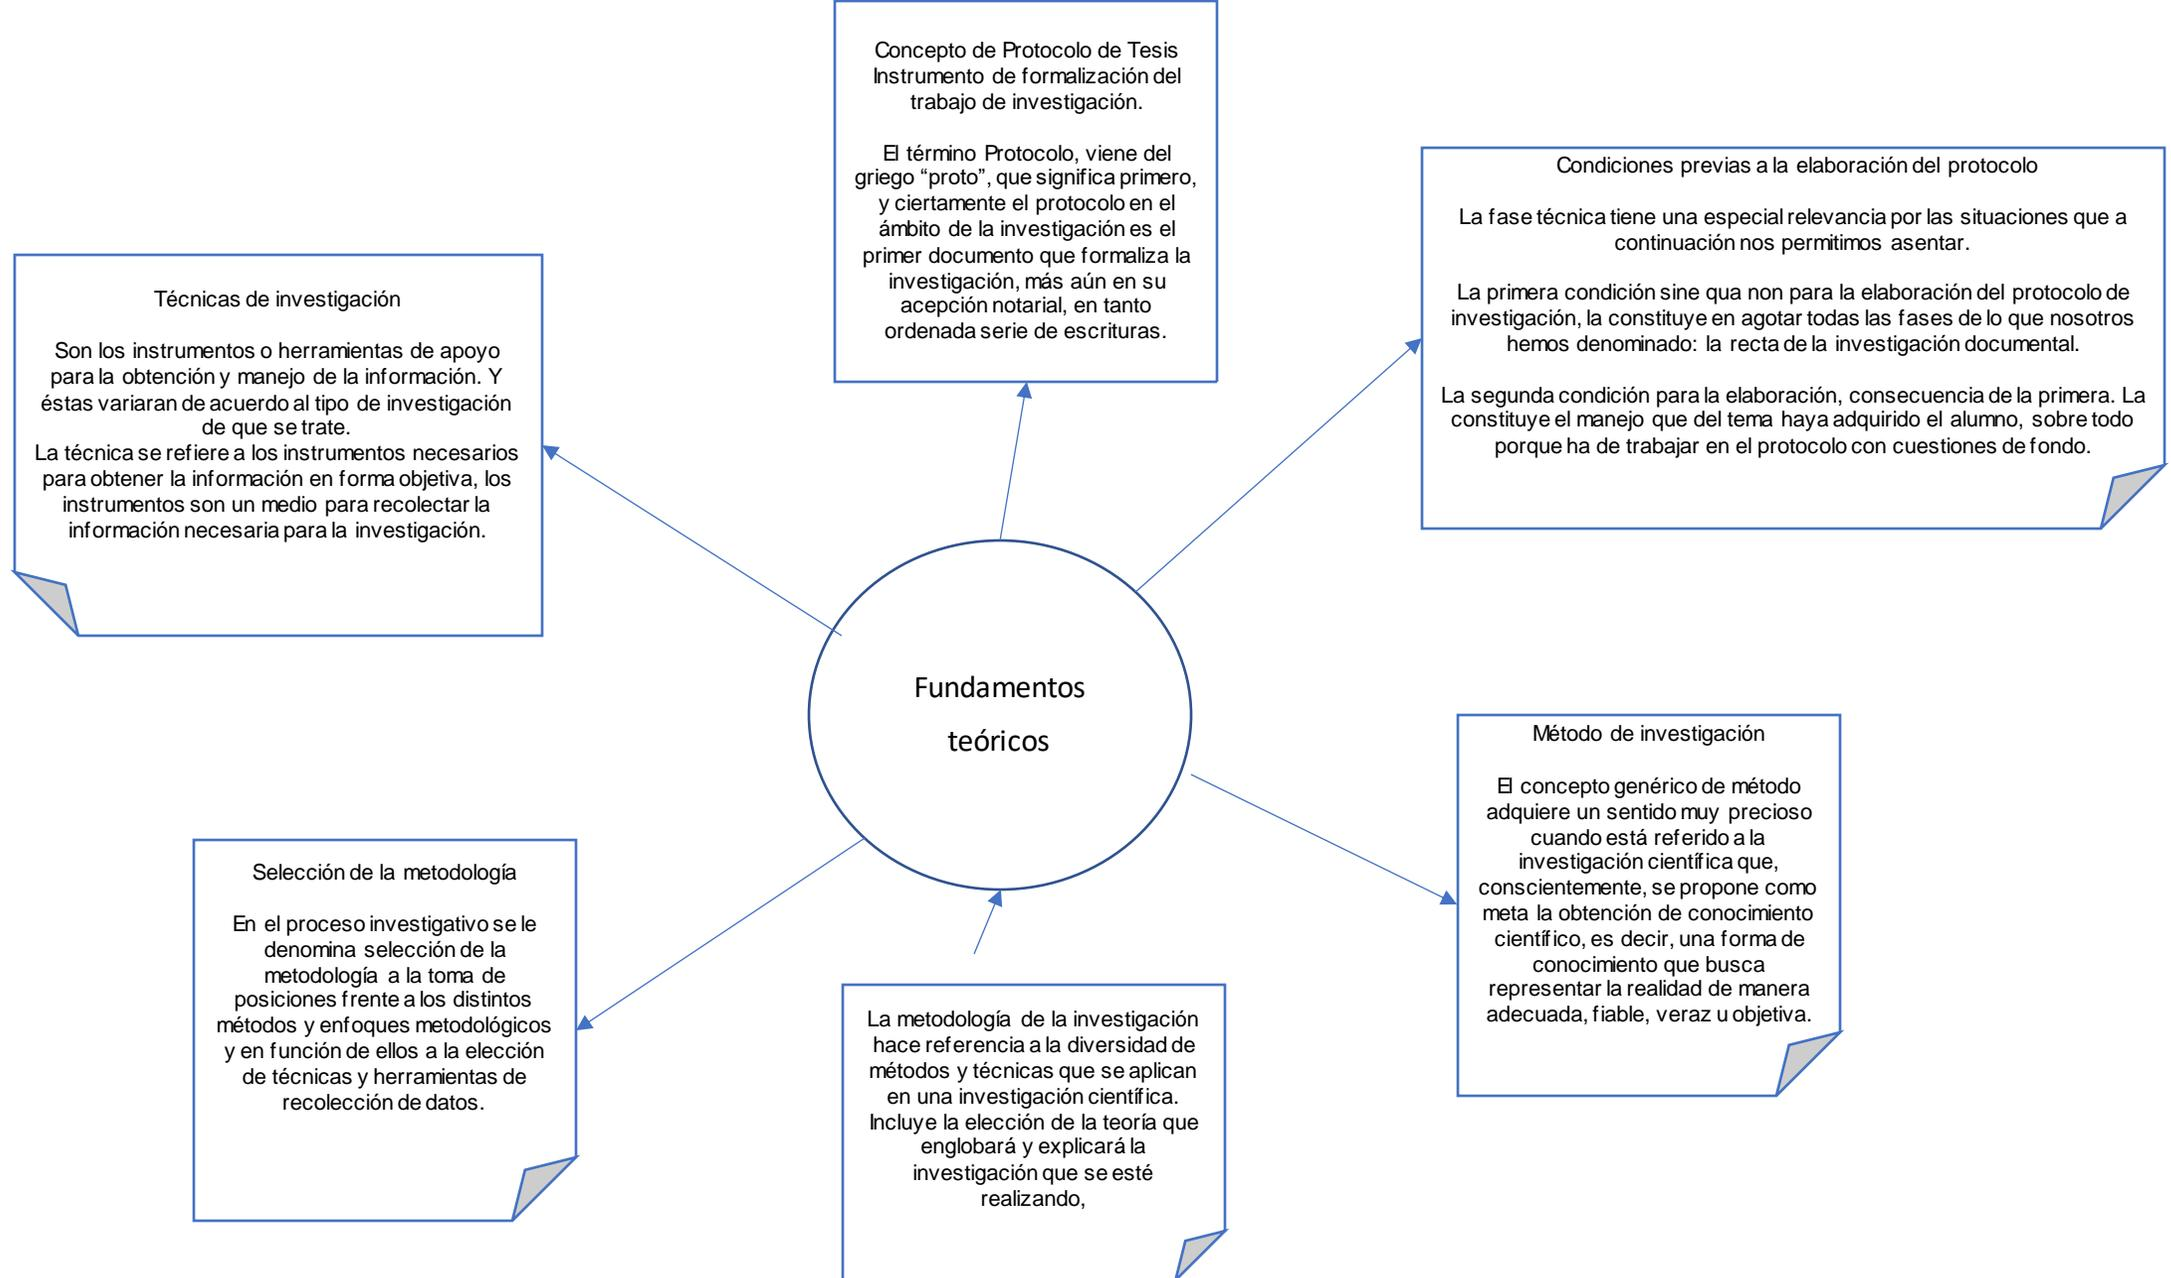 Concepto de Protocolo de Tesis
Instrumento de formalización del
trabajo de investigación.
El término Protocolo, viene del
griego “proto”, que significa primero,
y ciertamente el protocolo en el
ámbito de la investigación es el
primer documento que formaliza la
investigación, más aún en su
acepción notarial, en tanto
ordenada serie de escrituras.
Condiciones previas a la elaboración del protocolo
La fase técnica tiene una especial relevancia por las situaciones que a
continuación nos permitimos asentar.
La primera condición sine qua non para la elaboración del protocolo de
investigación, la constituye en agotar todas las fases de lo que nosotros
hemos denominado: la recta de la investigación documental.
La segunda condición para la elaboración, consecuencia de la primera. La
constituye el manejo que del tema haya adquirido el alumno, sobre todo
porque ha de trabajar en el protocolo con cuestiones de fondo.
Técnicas de investigación
Son los instrumentos o herramientas de apoyo
para la obtención y manejo de la información. Y
éstas variaran de acuerdo al tipo de investigación
de que se trate.
La técnica se refiere a los instrumentos necesarios
para obtener la información en forma objetiva, los
instrumentos son un medio para recolectar la
información necesaria para la investigación.
Fundamentos
teóricos
Método de investigación
El concepto genérico de método
adquiere un sentido muy precioso
cuando está referido a la
investigación científica que,
conscientemente, se propone como
meta la obtención de conocimiento
científico, es decir, una forma de
conocimiento que busca
representar la realidad de manera
adecuada, fiable, veraz u objetiva.
Selección de la metodología
En el proceso investigativo se le
denomina selección de la
metodología a la toma de
posiciones frente a los distintos
métodos y enfoques metodológicos
y en función de ellos a la elección
de técnicas y herramientas de
recolección de datos.
La metodología de la investigación
hace referencia a la diversidad de
métodos y técnicas que se aplican
en una investigación científica.
Incluye la elección de la teoría que
englobará y explicará la
investigación que se esté
realizando,